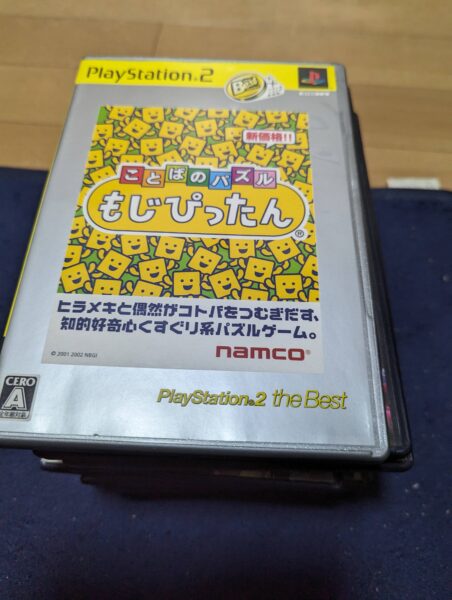 PlayStation®2
新価格!!
ことばのパズル
もじぴったん®
ヒラメキと偶然がコトバをつむぎだす、
知的好奇心くすぐり系パズルゲーム。
© 2001 2002 NBGI
namco®
CERO
A
PlayStation®2 the Best